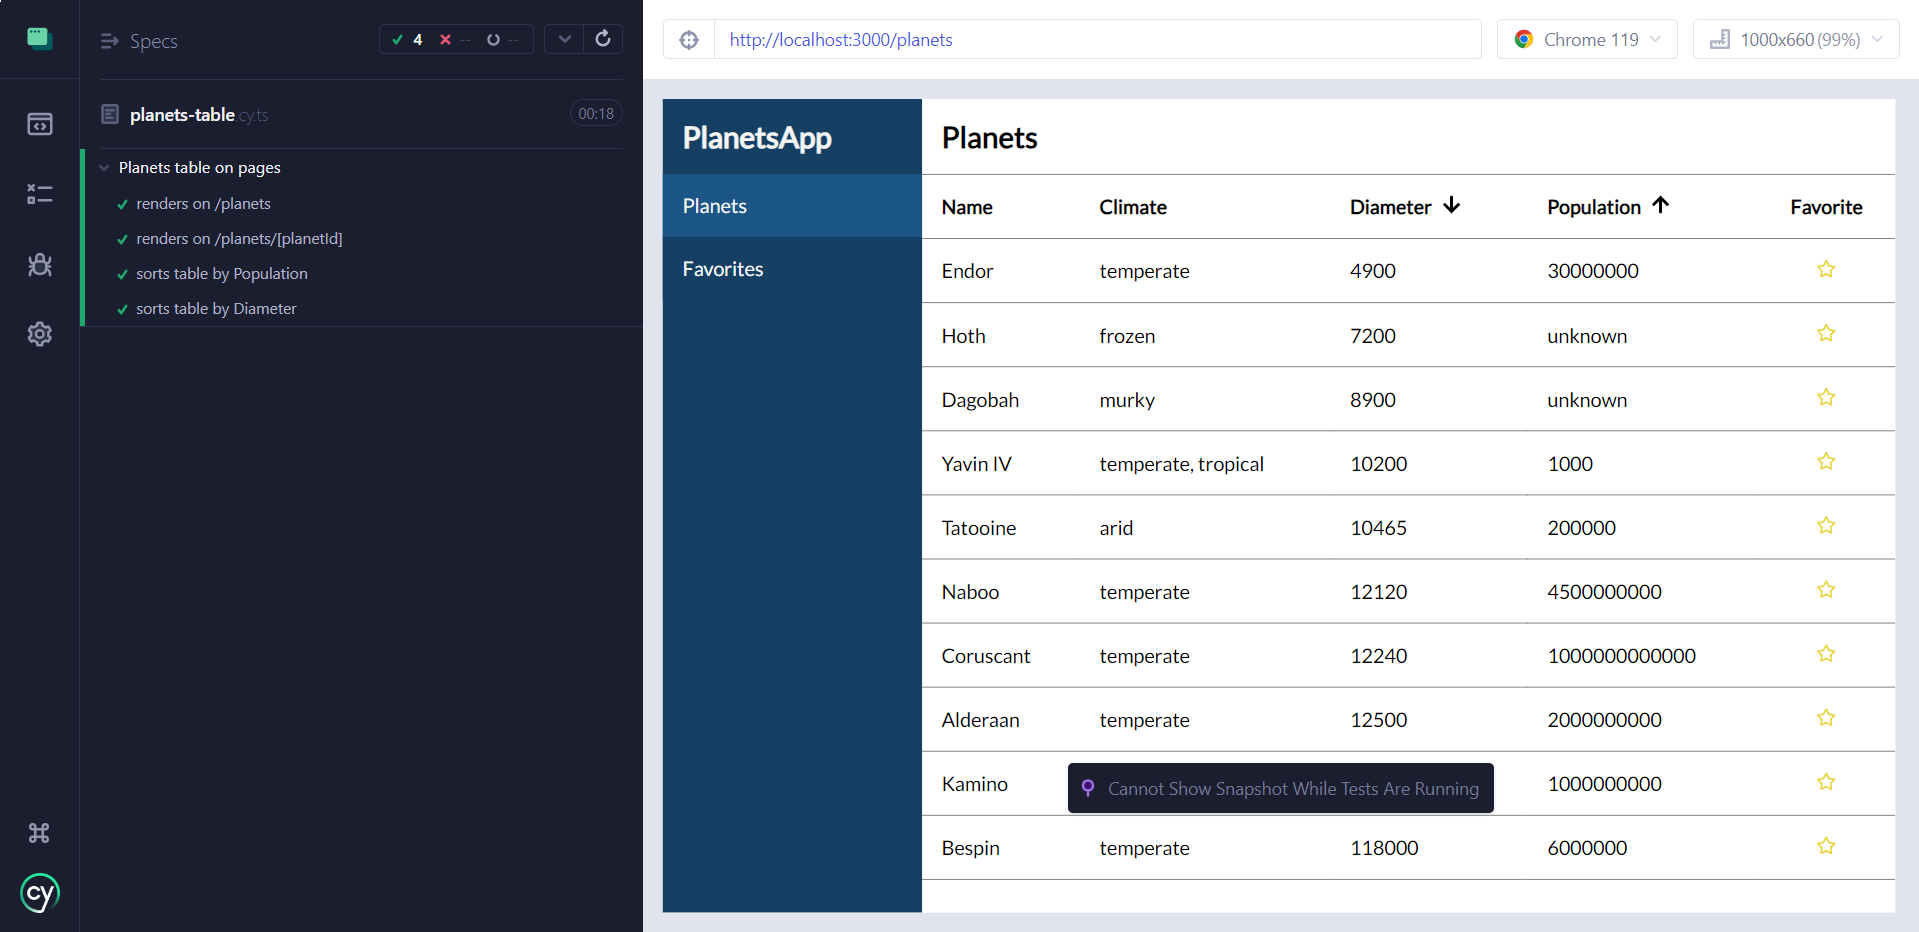 Specs
4
--
--
planets-table.cy.ts
00:18
Planets table on pages
renders on /planets
renders on /planets/[planetId]
sorts table by Population
sorts table by Diameter
cy
http://localhost:3000/planets
Chrome 119
1000x660 (99%)
PlanetsApp
Planets
Favorites
Planets
Name Climate Diameter Population Favorite
Endor temperate 4900 30000000
Hoth frozen 7200 unknown
Dagobah murky 8900 unknown
Yavin IV temperate, tropical 10200 1000
Tatooine arid 10465 200000
Naboo temperate 12120 4500000000
Coruscant temperate 12240 1000000000000
Alderaan temperate 12500 2000000000
Kamino 1000000000
Cannot Show Snapshot While Tests Are Running
Bespin temperate 118000 6000000